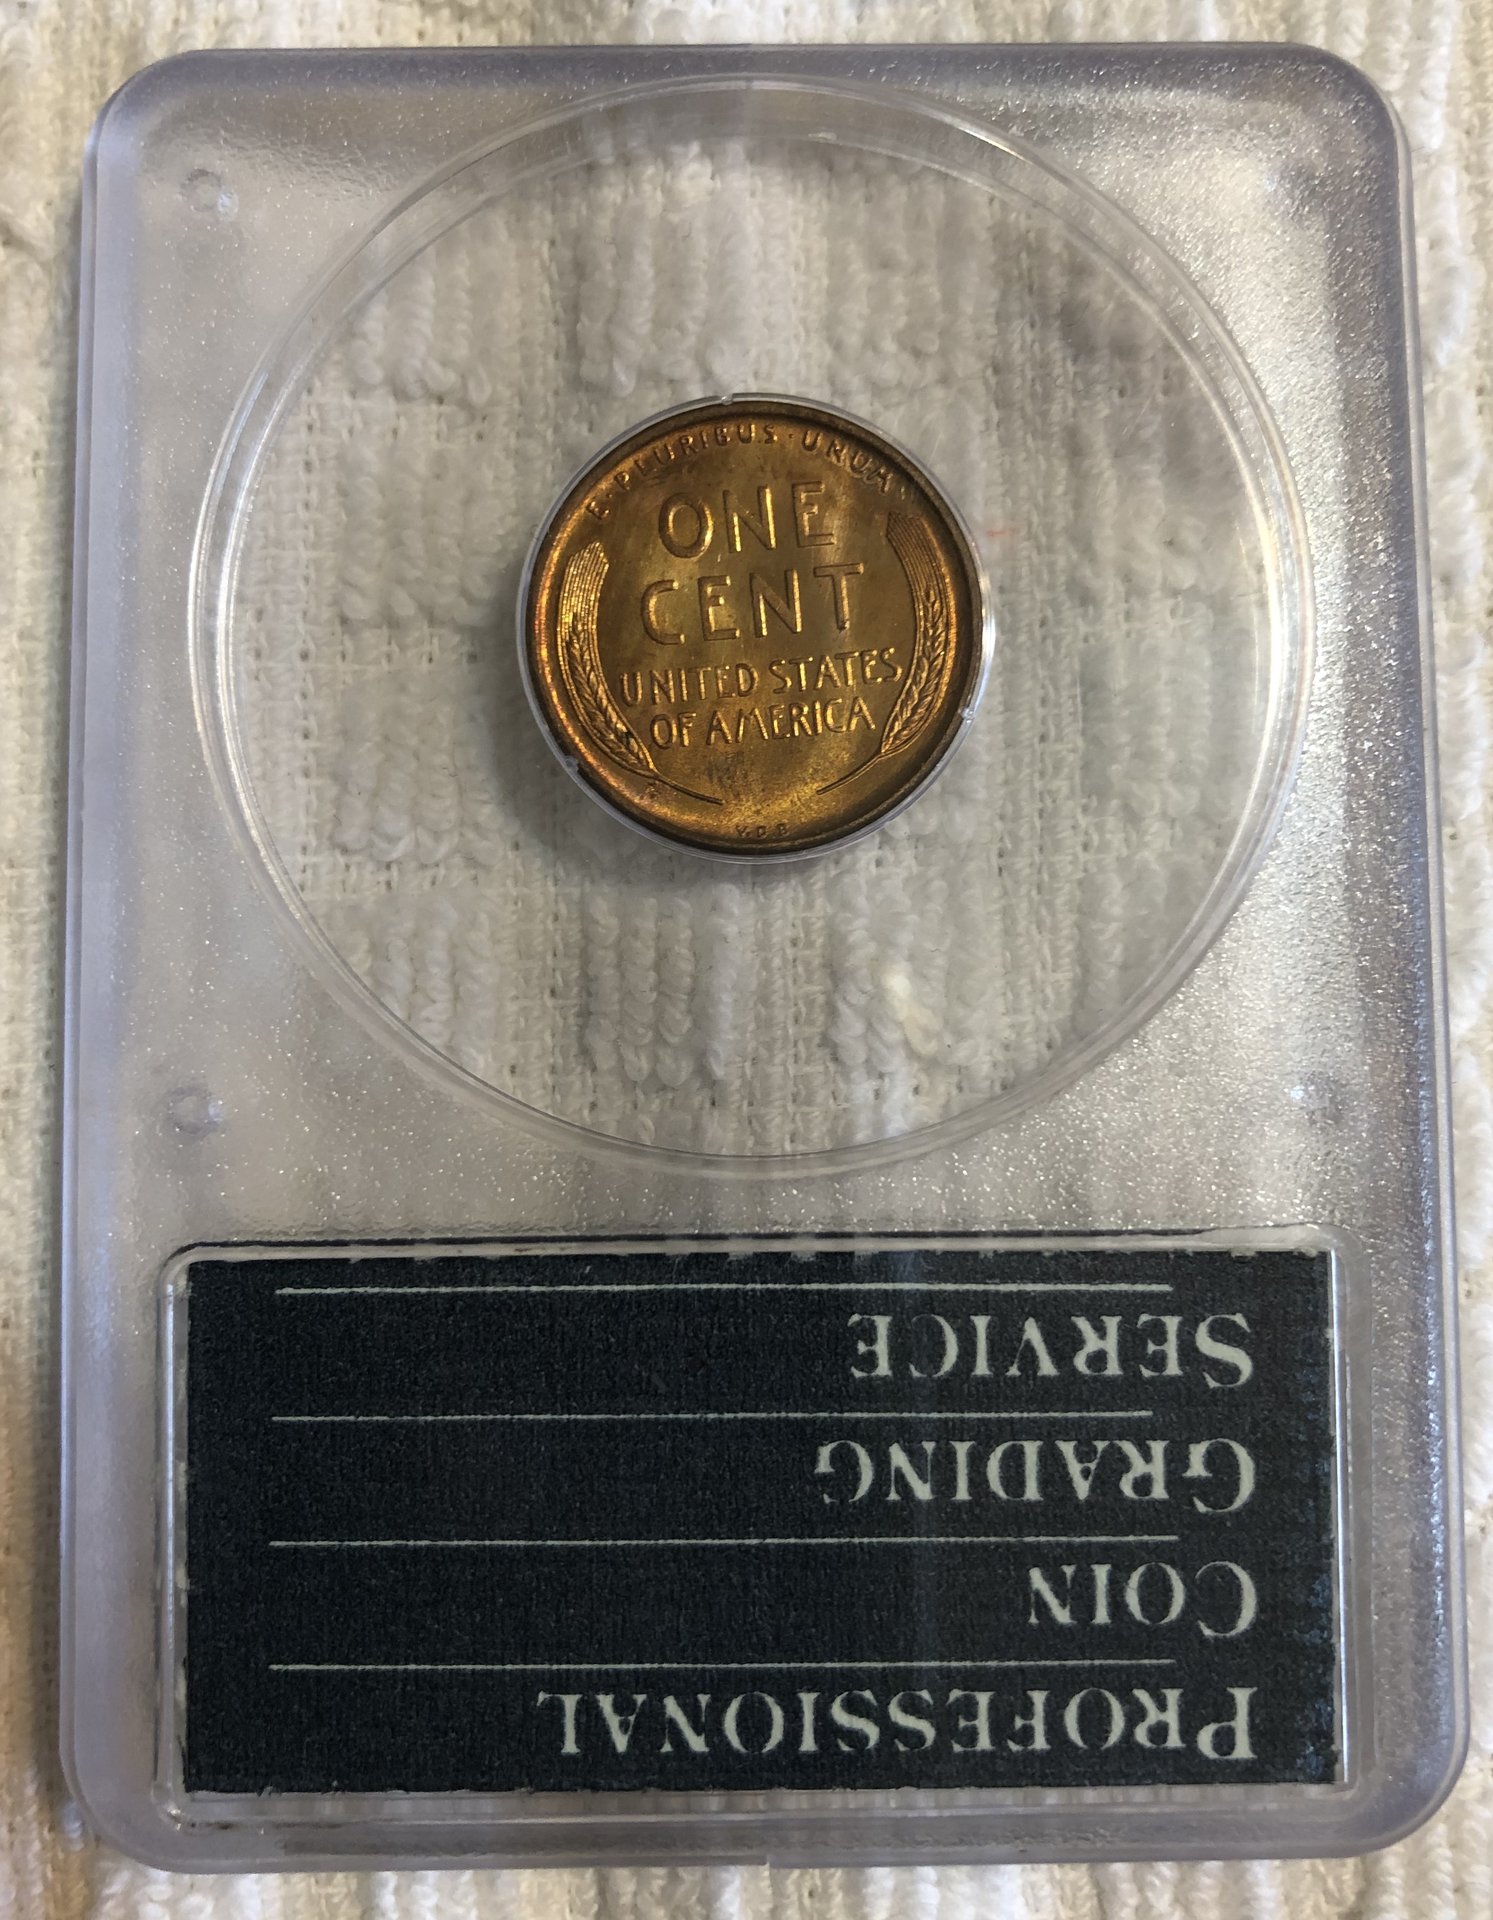 E·PLURIBUS·UNUM
ONE
CENT
UNITED STATES
OF AMERICA
V.D.B.
PROFESSIONAL
COIN
GRADING
SERVICE